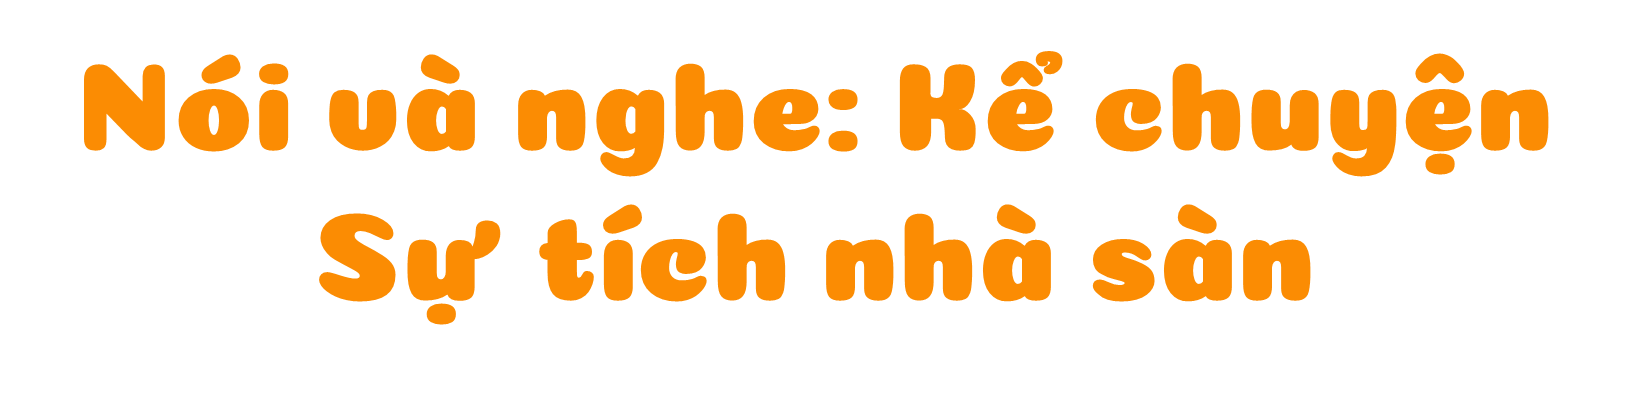 Nói và nghe: Kể chuyện
Sự tích nhà sàn